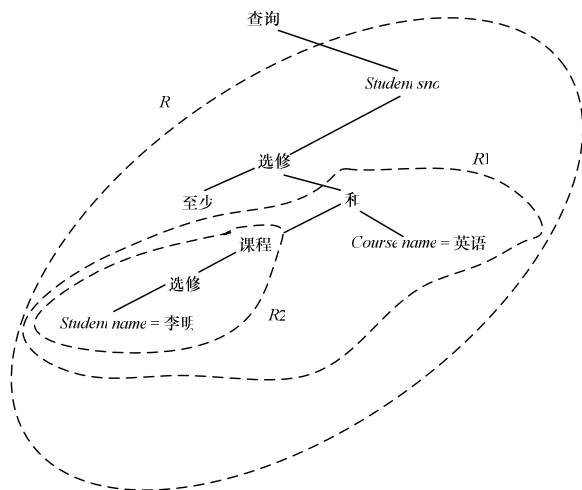 查询
R
Student sno
选修
R1
至少
和
课程
Course name = 英语
选修
R2
Student name = 李明